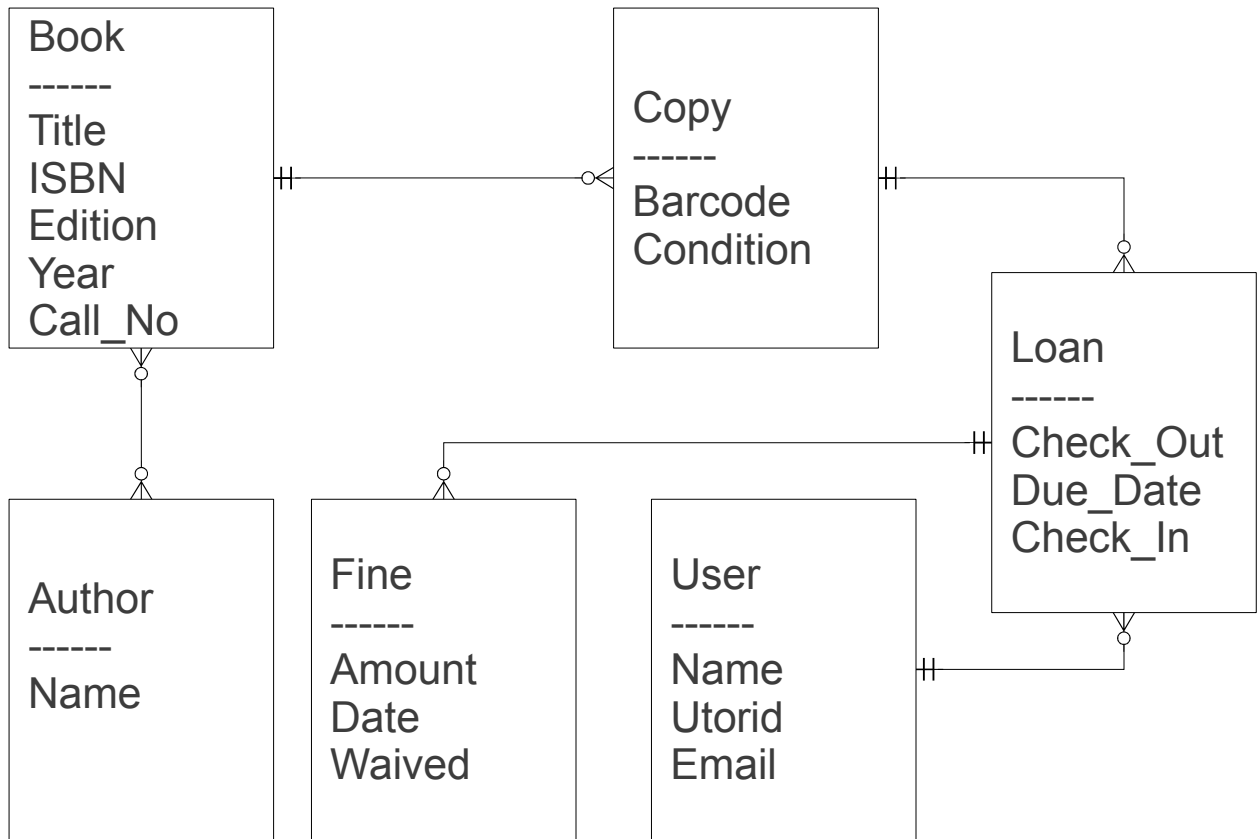 Book
------
Title
ISBN
Edition
Year
Call_No
Copy
------
Barcode
Condition
Loan
------
Check_Out
Due_Date
Check_In
Author
------
Name
Fine
------
Amount
Date
Waived
User
------
Name
Utorid
Email